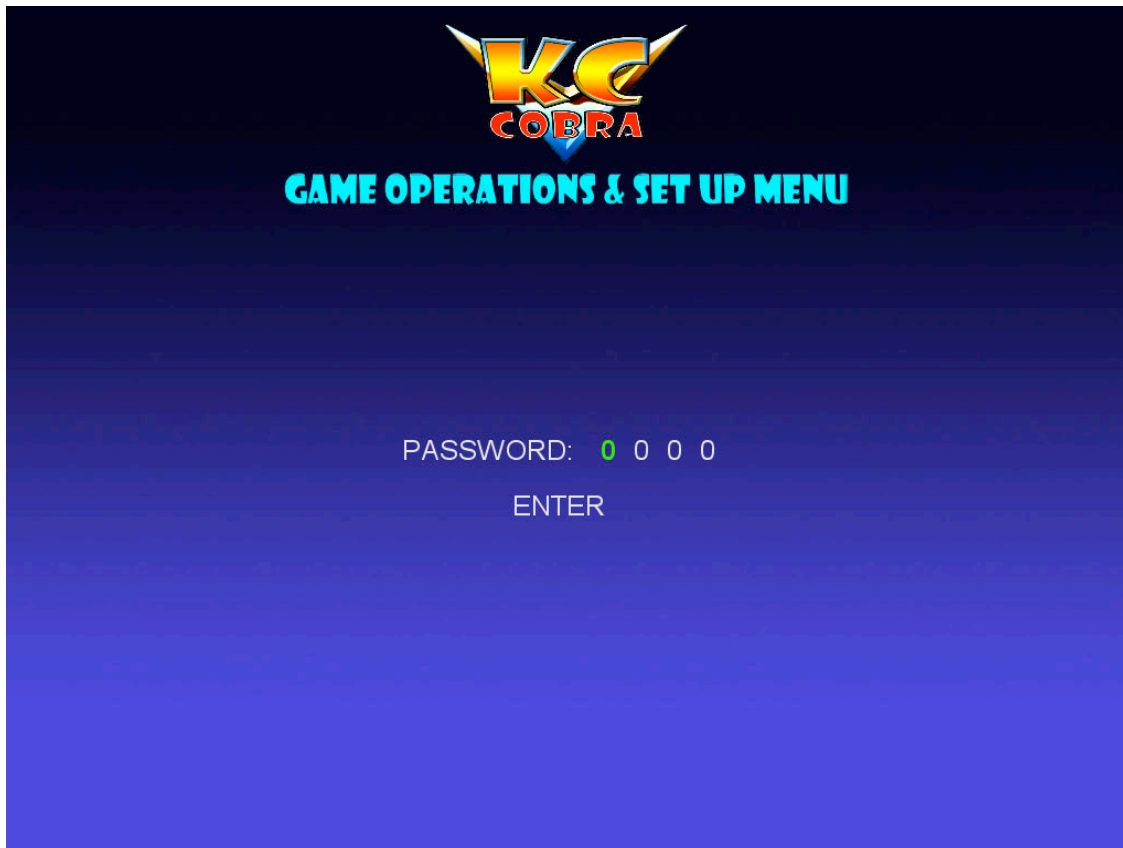 KC
COBRA
GAME OPERATIONS & SET UP MENU
PASSWORD: 0 0 0 0
ENTER